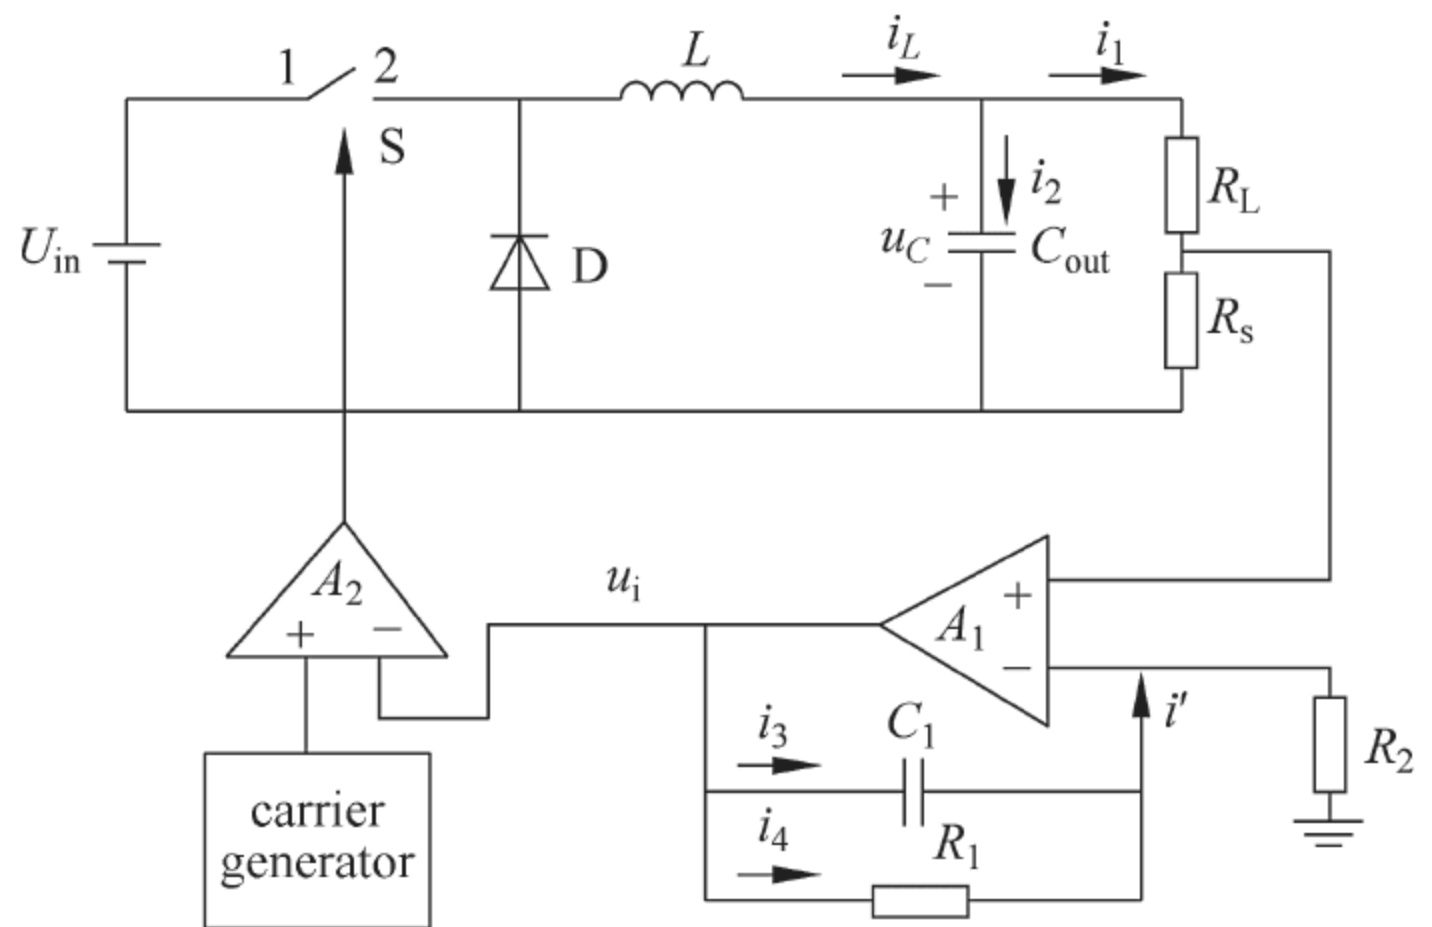 1
2
L
i_L
i_1
S
U_in
D
+
u_C
−
i_2
C_out
R_L
R_s
A_2
+ −
u_i
A_1
+
−
i_3
C_1
i′
i_4
R_1
R_2
carrier
generator